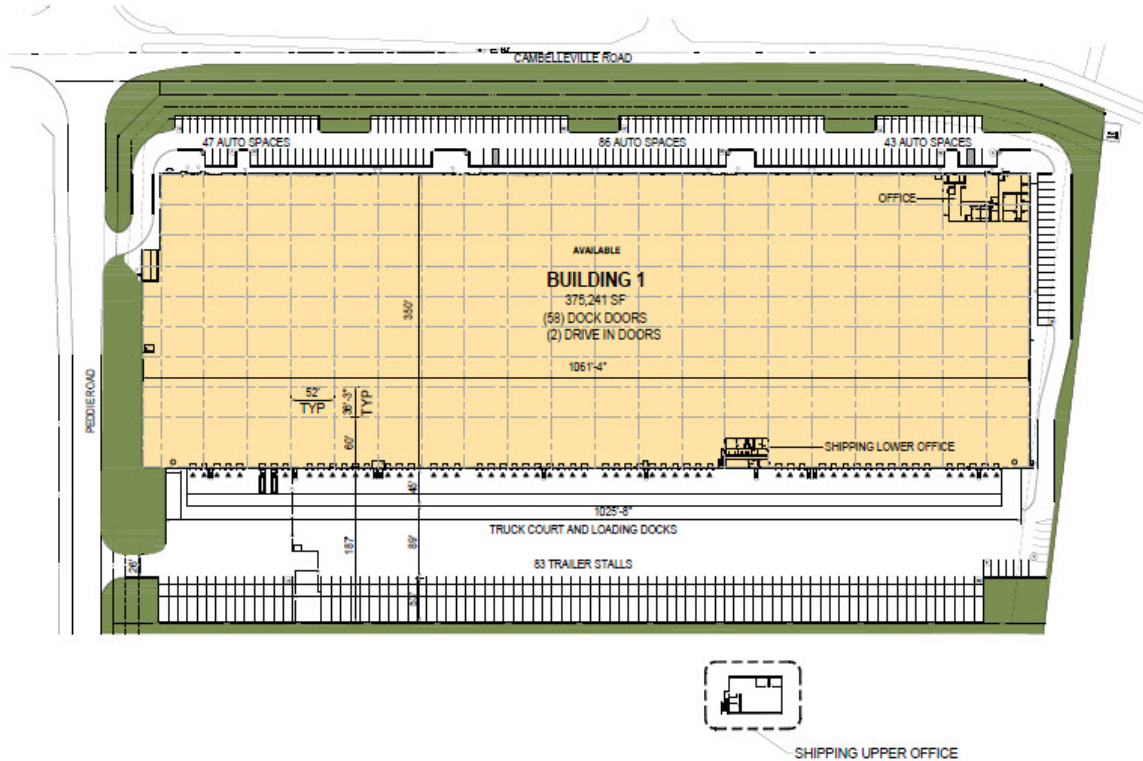 CAMBELLEVILLE ROAD
47 AUTO SPACES
86 AUTO SPACES
43 AUTO SPACES
OFFICE
AVAILABLE
BUILDING 1
375,241 SF
(58) DOCK DOORS
(2) DRIVE IN DOORS
350'
1061'-4"
PEDDIE ROAD
52'
TYP
36'-3"
TYP
60'
SHIPPING LOWER OFFICE
45'
1025'-8"
TRUCK COURT AND LOADING DOCKS
187'
89'
26'
83 TRAILER STALLS
53'
SHIPPING UPPER OFFICE